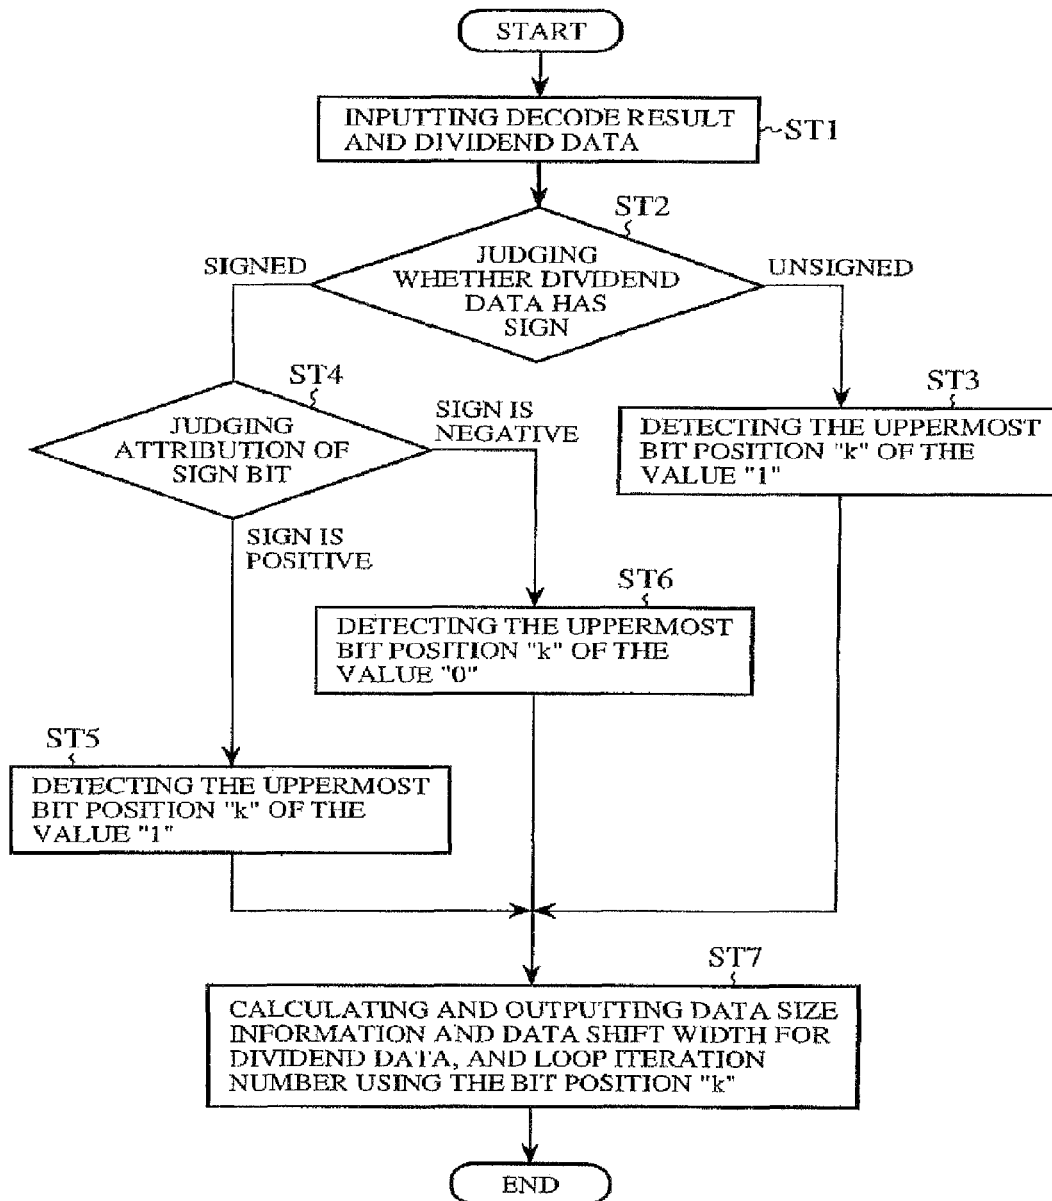 START
INPUTTING DECODE RESULT
AND DIVIDEND DATA
ST1
ST2
JUDGING
WHETHER DIVIDEND
DATA HAS
SIGN
SIGNED
UNSIGNED
ST4
JUDGING
ATTRIBUTION OF
SIGN BIT
SIGN IS
NEGATIVE
ST3
DETECTING THE UPPERMOST
BIT POSITION "k" OF THE
VALUE "1"
SIGN IS
POSITIVE
ST6
DETECTING THE UPPERMOST
BIT POSITION "k" OF THE
VALUE "0"
ST5
DETECTING THE UPPERMOST
BIT POSITION "k" OF THE
VALUE "1"
ST7
CALCULATING AND OUTPUTTING DATA SIZE
INFORMATION AND DATA SHIFT WIDTH FOR
DIVIDEND DATA, AND LOOP ITERATION
NUMBER USING THE BIT POSITION "k"
END